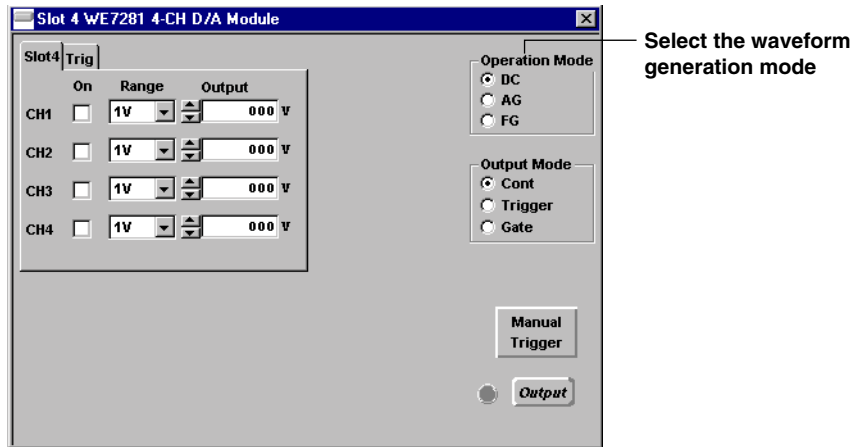 Slot 4 WE7281 4-CH D/A Module
Select the waveform
generation mode
Slot4 Trig
Operation Mode
DC
AG
FG
On Range Output
CH1 1V 000 V
CH2 1V 000 V
CH3 1V 000 V
CH4 1V 000 V
Output Mode
Cont
Trigger
Gate
Manual
Trigger
Output